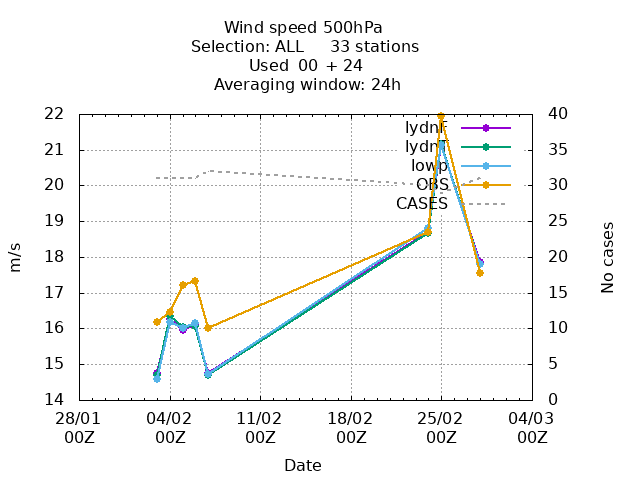 Wind speed 500hPa
Selection: ALL 33 stations
Used 00 + 24
Averaging window: 24h
22
21
20
19
18
17
16
15
14
m/s
40
35
30
25
20
15
10
5
0
No cases
lowp
OBS
CASES
28/01 04/02 11/02 18/02 25/02 04/03
00Z 00Z 00Z 00Z 00Z 00Z
Date